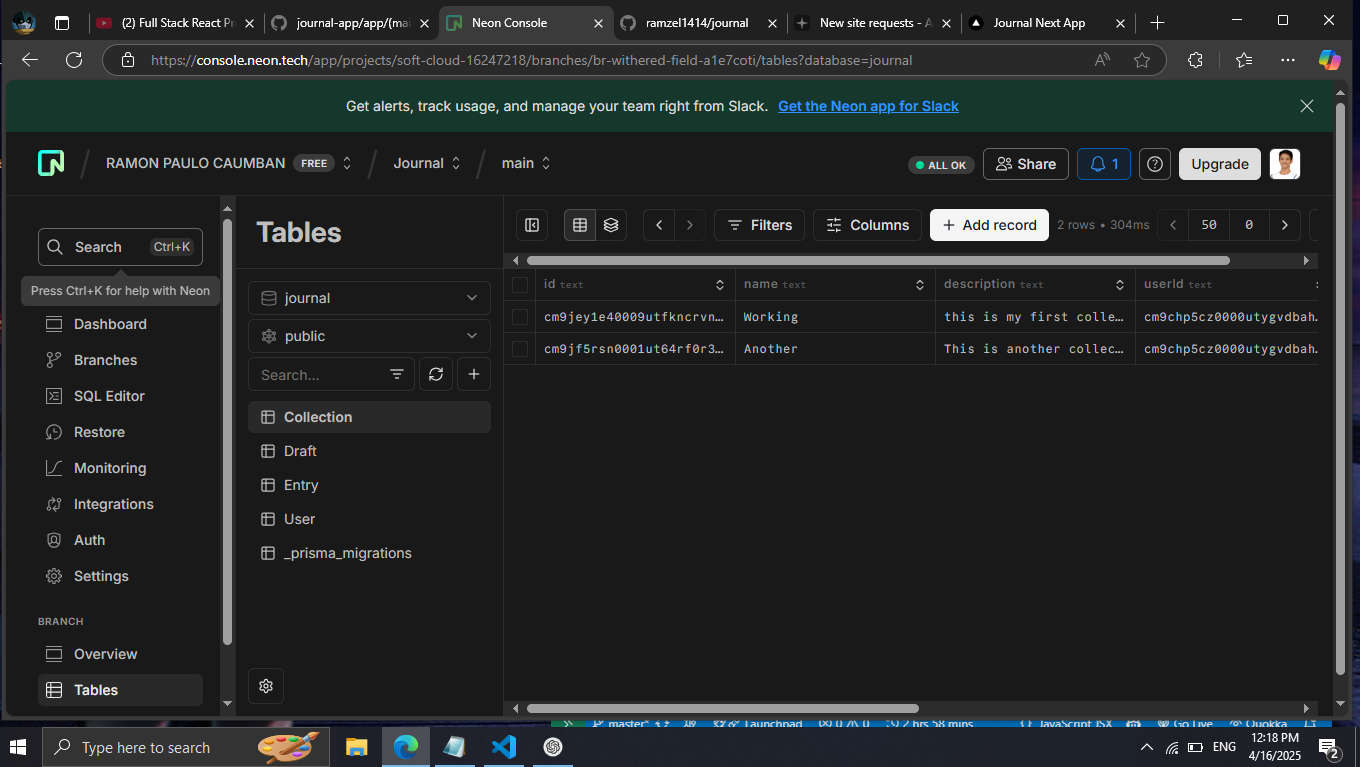 (2) Full Stack React Pr
journal-app/app/(mai
Neon Console
ramzel1414/journal
New site requests - A
Journal Next App
https://console.neon.tech/app/projects/soft-cloud-16247218/branches/br-withered-field-a1e7coti/tables?database=journal
Get alerts, track usage, and manage your team right from Slack. Get the Neon app for Slack
RAMON PAULO CAUMBAN FREE
Journal
main
ALL OK
Share
1
Upgrade
Search Ctrl+K
Press Ctrl+K for help with Neon
Dashboard
Branches
SQL Editor
Restore
Monitoring
Integrations
Auth
Settings
BRANCH
Overview
Tables
Tables
journal
public
Search...
Collection
Draft
Entry
User
_prisma_migrations
Filters
Columns
Add record
2 rows • 304ms
50
0
id text name text description text userId text
cm9jey1e40009utfkncrvn… Working this is my first colle… cm9chp5cz0000utygvdbah…
cm9jf5rsn0001ut64rf0r3… Another This is another collec… cm9chp5cz0000utygvdbah…
master* Launchpad 0 0 2 hrs 58 mins JavaScript JSX Go Live Quokka
Type here to search
ENG
12:18 PM
4/16/2025
2